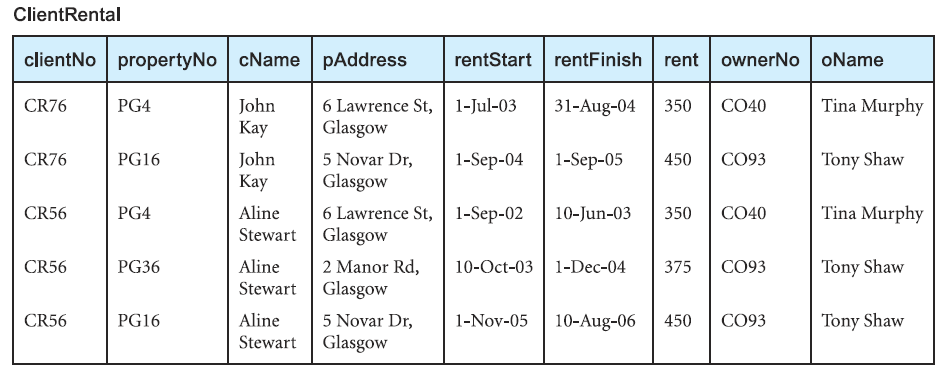 ClientRental
clientNo propertyNo cName pAddress rentStart rentFinish rent ownerNo oName
CR76 PG4 John 6 Lawrence St, 1-Jul-03 31-Aug-04 350 CO40 Tina Murphy
Kay Glasgow
CR76 PG16 John 5 Novar Dr, 1-Sep-04 1-Sep-05 450 CO93 Tony Shaw
Kay Glasgow
CR56 PG4 Aline 6 Lawrence St, 1-Sep-02 10-Jun-03 350 CO40 Tina Murphy
Stewart Glasgow
CR56 PG36 Aline 2 Manor Rd, 10-Oct-03 1-Dec-04 375 CO93 Tony Shaw
Stewart Glasgow
CR56 PG16 Aline 5 Novar Dr, 1-Nov-05 10-Aug-06 450 CO93 Tony Shaw
Stewart Glasgow